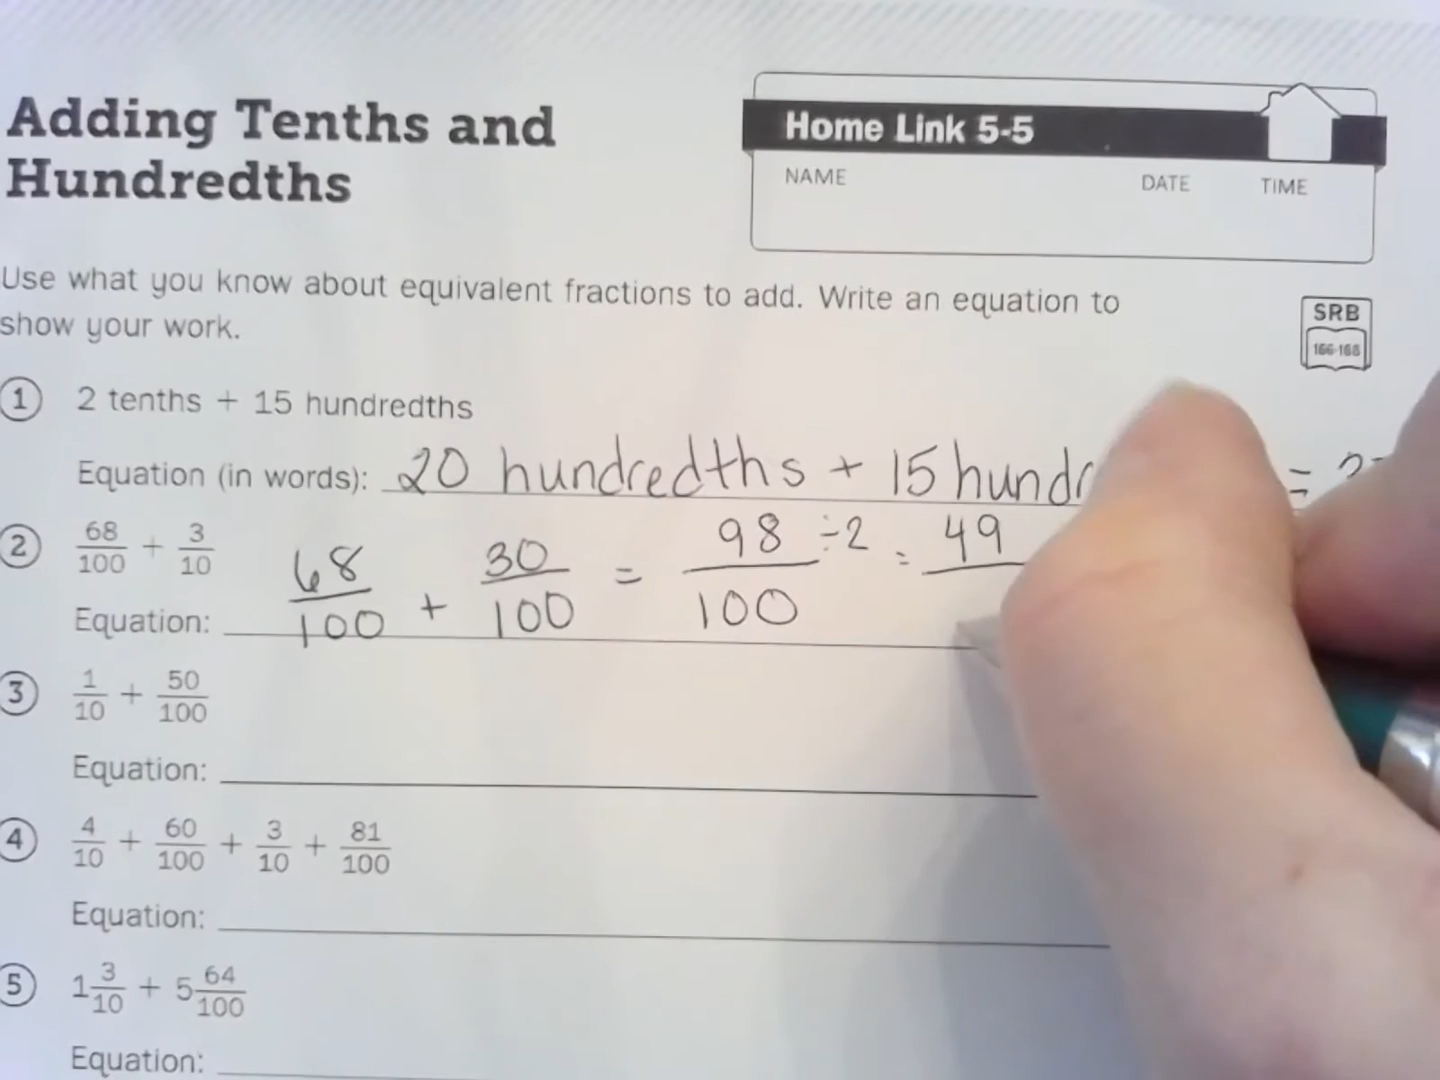 Adding Tenths and
Hundredths
Home Link 5-5
NAME DATE TIME
Use what you know about equivalent fractions to add. Write an equation to
show your work.
SRB
166-168
1 2 tenths + 15 hundredths
Equation (in words): 20 hundredths + 15 =
2 68/100 + 3/10
Equation: 68/100 + 30/100 = 98/100 ÷2 = 49
3 1/10 + 50/100
Equation:
4 4/10 + 60/100 + 3/10 + 81/100
Equation:
5 1 3/10 + 5 64/100
Equation: